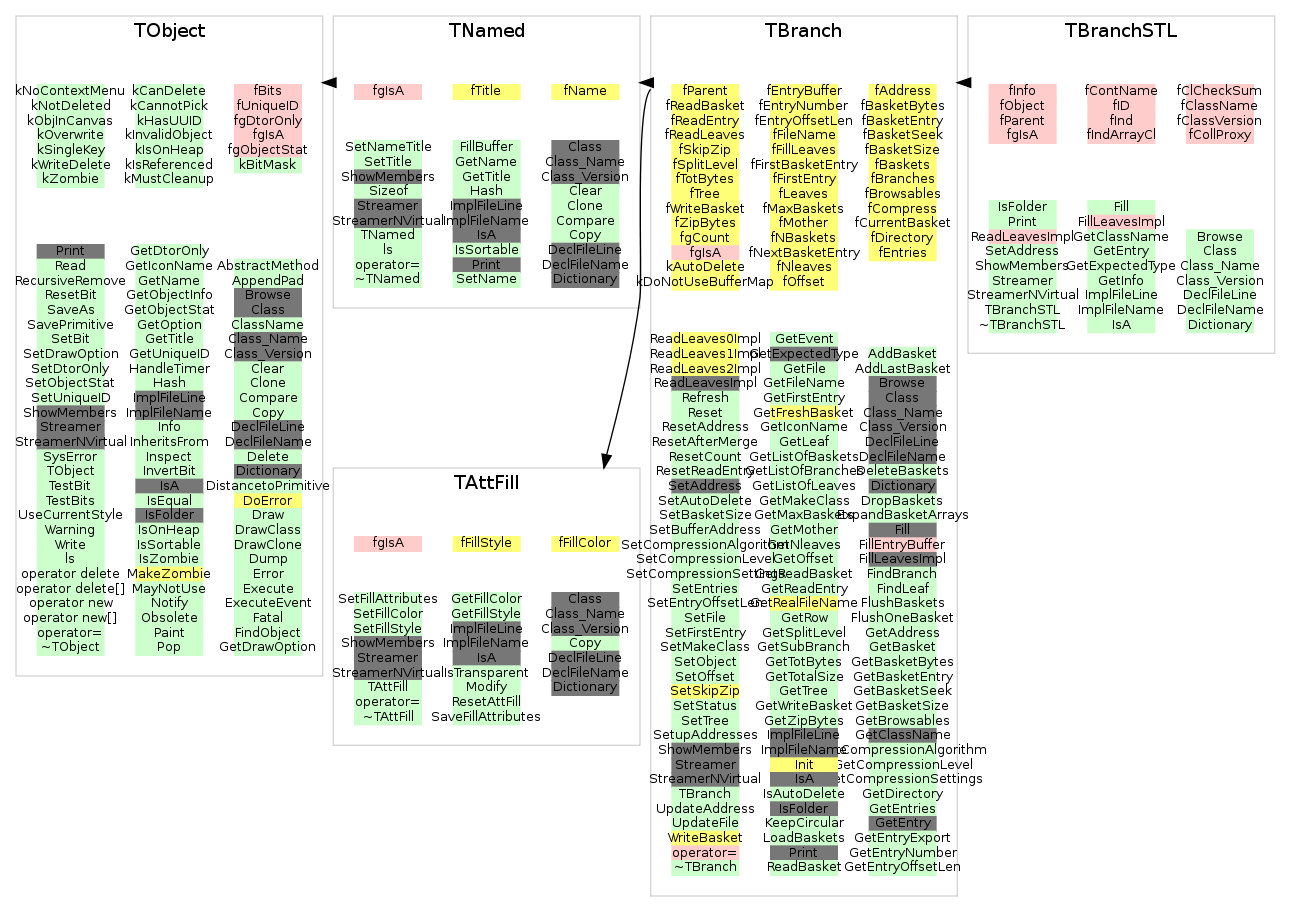 TObject
kNoContextMenu
kNotDeleted
kObjInCanvas
kOverwrite
kSingleKey
kWriteDelete
kZombie
kCanDelete
kCannotPick
kHasUUID
kInvalidObject
kIsOnHeap
kIsReferenced
kMustCleanup
fBits
fUniqueID
fgDtorOnly
fgIsA
fgObjectStat
kBitMask
Print
Read
RecursiveRemove
ResetBit
SaveAs
SavePrimitive
SetBit
SetDrawOption
SetDtorOnly
SetObjectStat
SetUniqueID
ShowMembers
Streamer
StreamerNVirtual
SysError
TObject
TestBit
TestBits
UseCurrentStyle
Warning
Write
ls
operator delete
operator delete[]
operator new
operator new[]
operator=
~TObject
GetDtorOnly
GetIconName
GetName
GetObjectInfo
GetObjectStat
GetOption
GetTitle
GetUniqueID
HandleTimer
Hash
ImplFileLine
ImplFileName
Info
InheritsFrom
Inspect
InvertBit
IsA
IsEqual
IsFolder
IsOnHeap
IsSortable
IsZombie
MakeZombie
MayNotUse
Notify
Obsolete
Paint
Pop
AbstractMethod
AppendPad
Browse
Class
ClassName
Class_Name
Class_Version
Clear
Clone
Compare
Copy
DeclFileLine
DeclFileName
Delete
Dictionary
DistancetoPrimitive
DoError
Draw
DrawClass
DrawClone
Dump
Error
Execute
ExecuteEvent
Fatal
FindObject
GetDrawOption
TNamed
fgIsA
fTitle
fName
SetNameTitle
SetTitle
ShowMembers
Sizeof
Streamer
StreamerNVirtual
TNamed
ls
operator=
~TNamed
FillBuffer
GetName
GetTitle
Hash
ImplFileLine
ImplFileName
IsA
IsSortable
Print
SetName
Class
Class_Name
Class_Version
Clear
Clone
Compare
Copy
DeclFileLine
DeclFileName
Dictionary
TAttFill
fgIsA
fFillStyle
fFillColor
SetFillAttributes
SetFillColor
SetFillStyle
ShowMembers
Streamer
StreamerNVirtual
TAttFill
operator=
~TAttFill
GetFillColor
GetFillStyle
ImplFileLine
ImplFileName
IsA
IsTransparent
Modify
ResetAttFill
SaveFillAttributes
Class
Class_Name
Class_Version
Copy
DeclFileLine
DeclFileName
Dictionary
TBranch
fParent
fReadBasket
fReadEntry
fReadLeaves
fSkipZip
fSplitLevel
fTotBytes
fTree
fWriteBasket
fZipBytes
fgCount
fgIsA
kAutoDelete
kDoNotUseBufferMap
fEntryBuffer
fEntryNumber
fEntryOffsetLen
fFileName
fFillLeaves
fFirstBasketEntry
fFirstEntry
fLeaves
fMaxBaskets
fMother
fNBaskets
fNextBasketEntry
fNleaves
fOffset
fAddress
fBasketBytes
fBasketEntry
fBasketSeek
fBasketSize
fBaskets
fBranches
fBrowsables
fCompress
fCurrentBasket
fDirectory
fEntries
ReadLeaves0Impl
ReadLeaves1Impl
ReadLeaves2Impl
ReadLeavesImpl
Refresh
Reset
ResetAddress
ResetAfterMerge
ResetCount
ResetReadEntry
SetAddress
SetAutoDelete
SetBasketSize
SetBufferAddress
SetCompressionAlgorithm
SetCompressionLevel
SetCompressionSettings
SetEntries
SetEntryOffsetLen
SetFile
SetFirstEntry
SetMakeClass
SetObject
SetOffset
SetSkipZip
SetStatus
SetTree
SetupAddresses
ShowMembers
Streamer
StreamerNVirtual
TBranch
UpdateAddress
UpdateFile
WriteBasket
operator=
~TBranch
GetEvent
GetExpectedType
GetFile
GetFileName
GetFirstEntry
GetFreshBasket
GetIconName
GetLeaf
GetListOfBaskets
GetListOfBranches
GetListOfLeaves
GetMakeClass
GetMaxBaskets
GetMother
GetNleaves
GetOffset
GetReadBasket
GetReadEntry
GetRealFileName
GetRow
GetSplitLevel
GetSubBranch
GetTotBytes
GetTotalSize
GetTree
GetWriteBasket
GetZipBytes
ImplFileLine
ImplFileName
Init
IsA
IsAutoDelete
IsFolder
KeepCircular
LoadBaskets
Print
ReadBasket
AddBasket
AddLastBasket
Browse
Class
Class_Name
Class_Version
DeclFileLine
DeclFileName
DeleteBaskets
Dictionary
DropBaskets
ExpandBasketArrays
Fill
FillEntryBuffer
FillLeavesImpl
FindBranch
FindLeaf
FlushBaskets
FlushOneBasket
GetAddress
GetBasket
GetBasketBytes
GetBasketEntry
GetBasketSeek
GetBasketSize
GetBrowsables
GetClassName
CompressionAlgorithm
GetCompressionLevel
etCompressionSettings
GetDirectory
GetEntries
GetEntry
GetEntryExport
GetEntryNumber
GetEntryOffsetLen
TBranchSTL
fInfo
fObject
fParent
fgIsA
fContName
fID
fInd
fIndArrayCl
fClCheckSum
fClassName
fClassVersion
fCollProxy
IsFolder
Print
ReadLeavesImpl
SetAddress
ShowMembers
Streamer
StreamerNVirtual
TBranchSTL
~TBranchSTL
Fill
FillLeavesImpl
GetClassName
GetEntry
GetExpectedType
GetInfo
ImplFileLine
ImplFileName
IsA
Browse
Class
Class_Name
Class_Version
DeclFileLine
DeclFileName
Dictionary